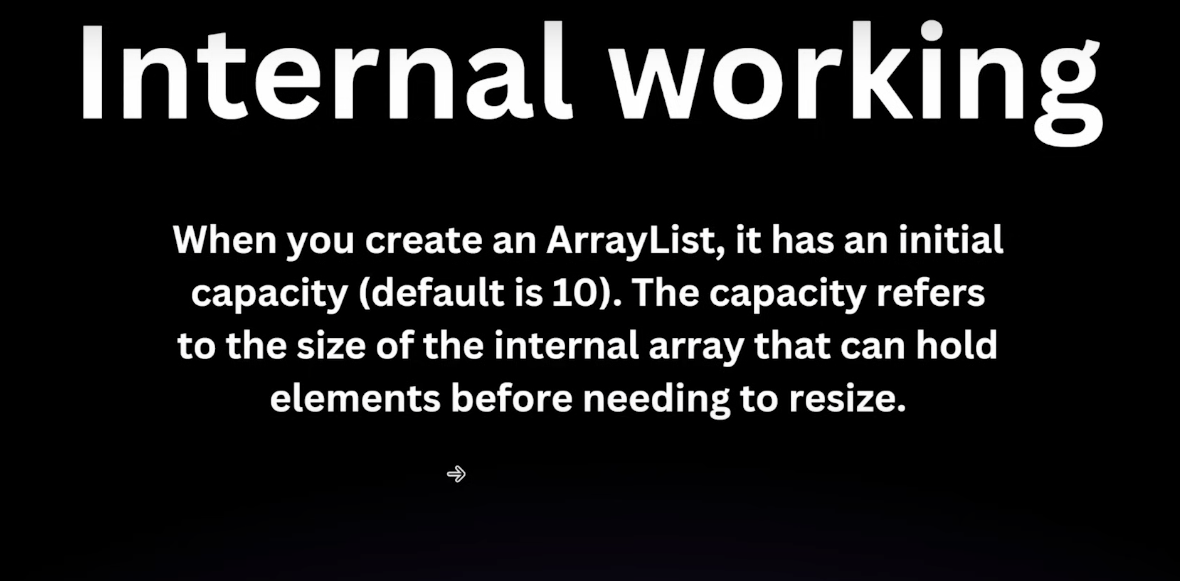 Internal working
When you create an ArrayList, it has an initial
capacity (default is 10). The capacity refers
to the size of the internal array that can hold
elements before needing to resize.